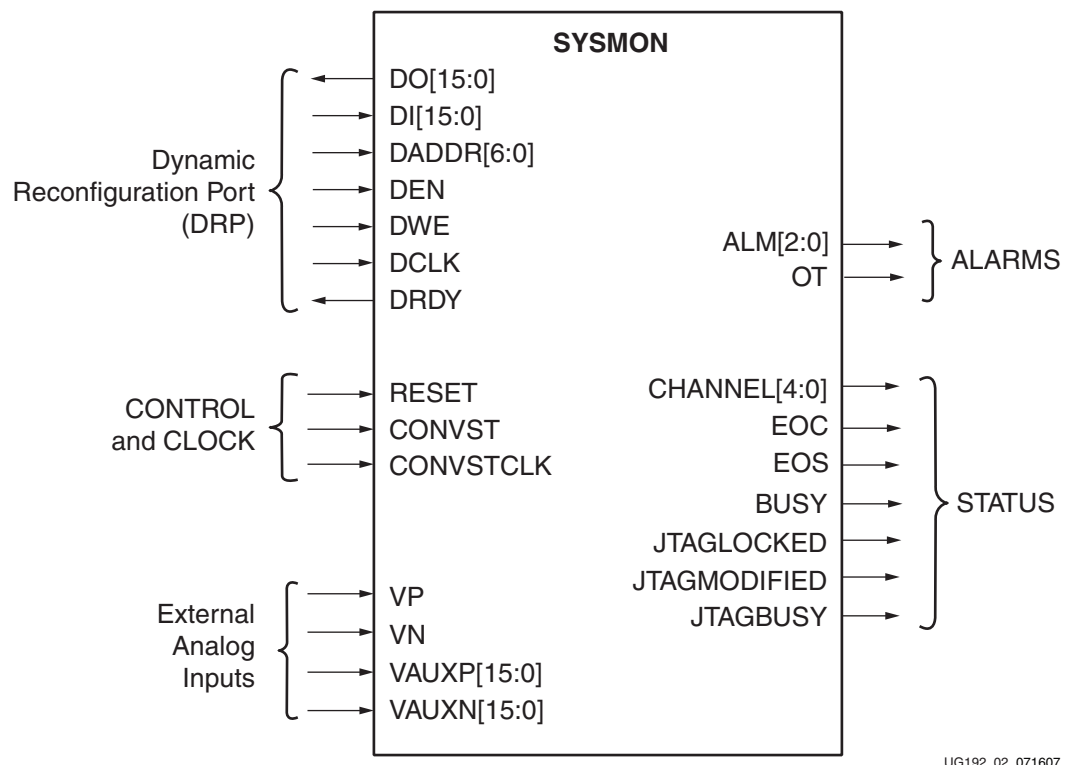 SYSMON
DO[15:0]
DI[15:0]
DADDR[6:0]
DEN
DWE
DCLK
DRDY
Dynamic
Reconfiguration Port
(DRP)
RESET
CONVST
CONVSTCLK
CONTROL
and CLOCK
VP
VN
VAUXP[15:0]
VAUXN[15:0]
External
Analog
Inputs
ALM[2:0]
OT
ALARMS
CHANNEL[4:0]
EOC
EOS
BUSY
JTAGLOCKED
JTAGMODIFIED
JTAGBUSY
STATUS
UG192_02_071607